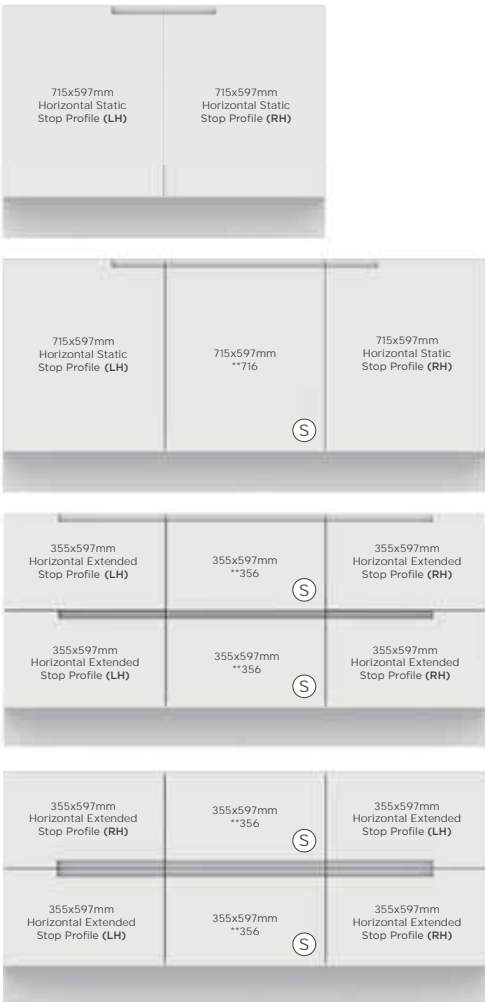 715x597mm
Horizontal Static
Stop Profile (LH)
715x597mm
Horizontal Static
Stop Profile (RH)
715x597mm
Horizontal Static
Stop Profile (LH)
715x597mm
**716
S
715x597mm
Horizontal Static
Stop Profile (RH)
355x597mm
Horizontal Extended
Stop Profile (LH)
355x597mm
**356
S
355x597mm
Horizontal Extended
Stop Profile (RH)
355x597mm
Horizontal Extended
Stop Profile (LH)
355x597mm
**356
S
355x597mm
Horizontal Extended
Stop Profile (RH)
355x597mm
Horizontal Extended
Stop Profile (RH)
355x597mm
**356
S
355x597mm
Horizontal Extended
Stop Profile (LH)
355x597mm
Horizontal Extended
Stop Profile (LH)
355x597mm
**356
S
355x597mm
Horizontal Extended
Stop Profile (RH)